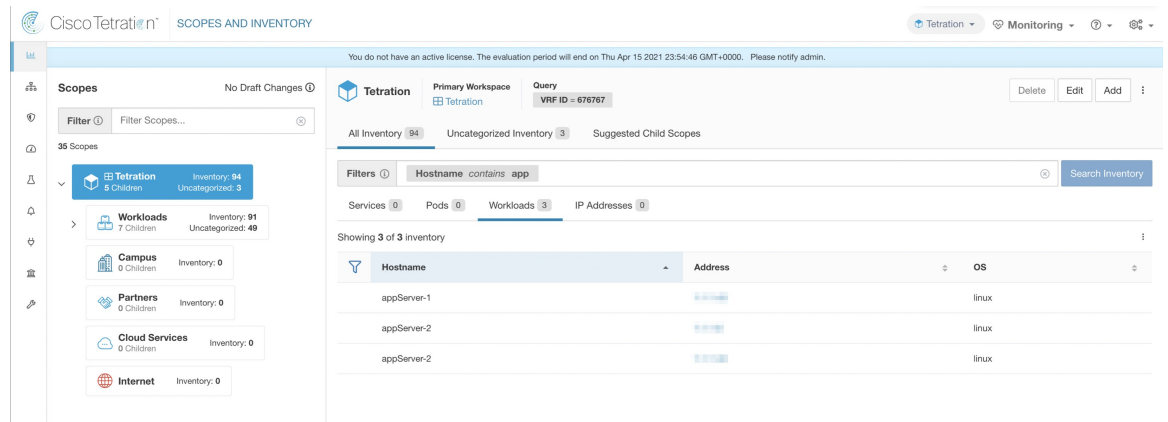 Cisco Tetration™ SCOPES AND INVENTORY Tetration Monitoring
You do not have an active license. The evaluation period will end on Thu Apr 15 2021 23:54:46 GMT+0000. Please notify admin.
Scopes No Draft Changes
Filter Filter Scopes...
35 Scopes
Tetration Inventory: 94
5 Children Uncategorized: 3
Workloads Inventory: 91
7 Children Uncategorized: 49
Campus Inventory: 0
0 Children
Partners Inventory: 0
0 Children
Cloud Services Inventory: 0
0 Children
Internet Inventory: 0
Tetration
Primary Workspace
Tetration
Query
VRF ID = 676767
Delete Edit Add
All Inventory 94 Uncategorized Inventory 3 Suggested Child Scopes
Filters Hostname contains app Search Inventory
Services 0 Pods 0 Workloads 3 IP Addresses 0
Showing 3 of 3 inventory
Hostname Address OS
appServer-1 linux
appServer-2 linux
appServer-2 linux